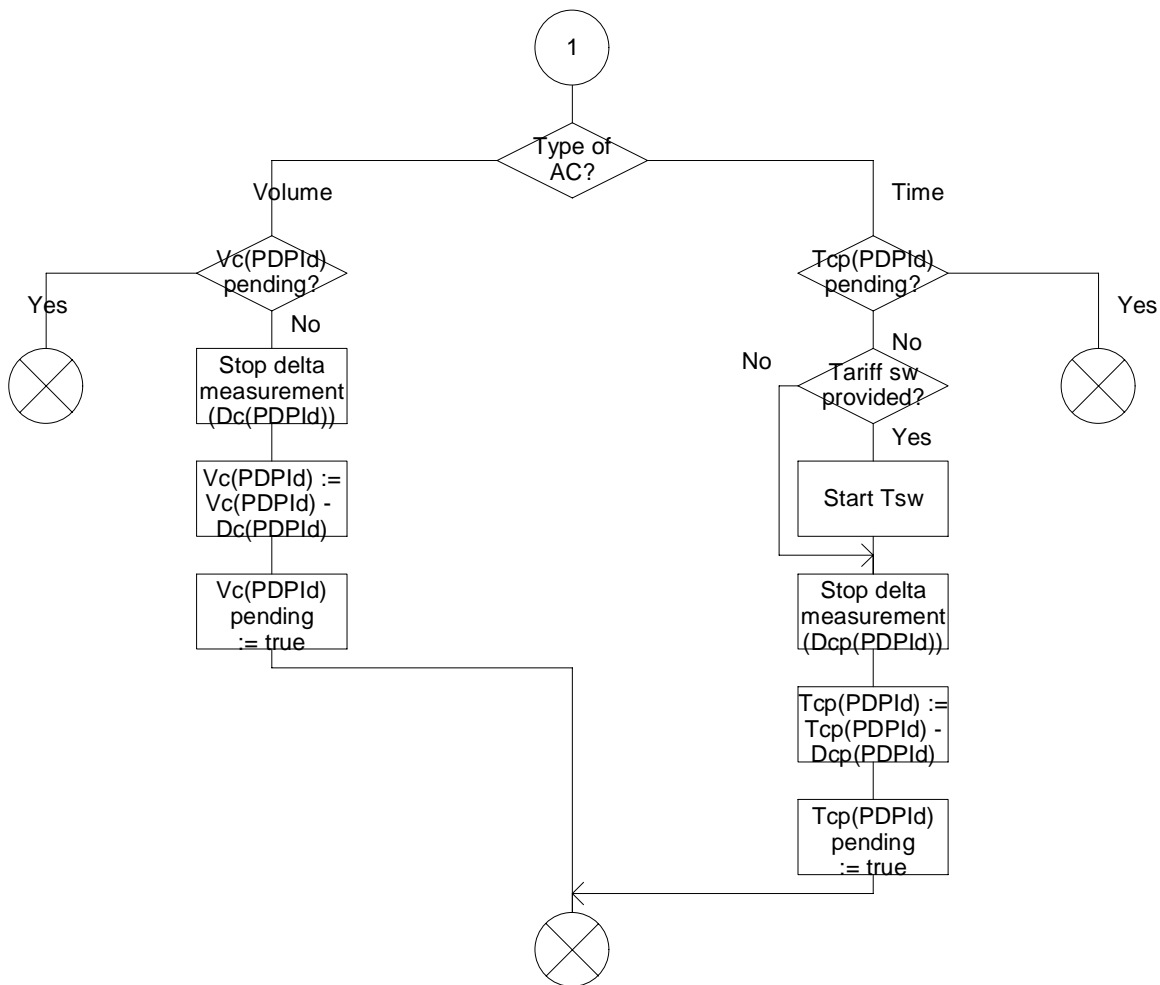 1
Type of
AC?
Volume
Time
Vc(PDPId)
pending?
Tcp(PDPId)
pending?
Yes
Yes
No
No
No
Stop delta
measurement
(Dc(PDPId))
Tariff sw
provided?
Yes
Vc(PDPId) :=
Vc(PDPId) -
Dc(PDPId)
Start Tsw
Vc(PDPId)
pending
:= true
Stop delta
measurement
(Dcp(PDPId))
Tcp(PDPId) :=
Tcp(PDPId) -
Dcp(PDPId)
Tcp(PDPId)
pending
:= true